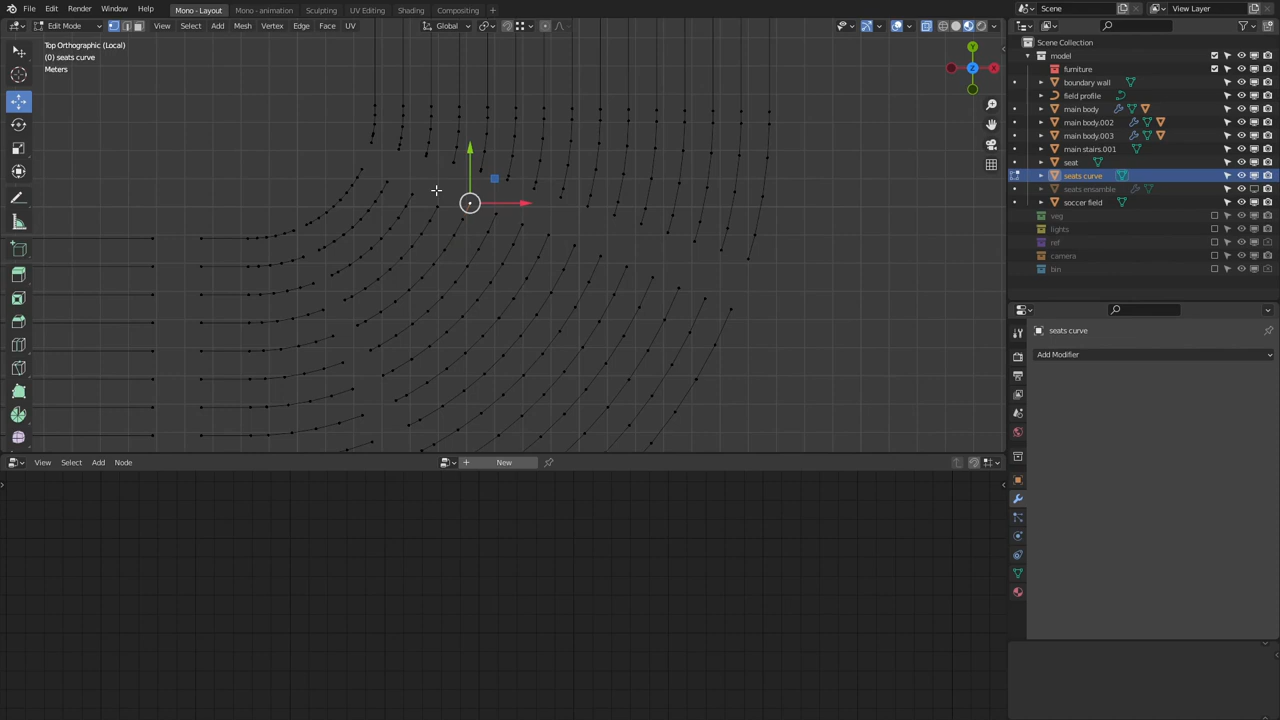 File Edit Render Window Help Mono - Layout Mono - animation Sculpting UV Editing Shading Compositing + Scene View Layer
Edit Mode View Select Add Mesh Vertex Edge Face UV Global
Top Orthographic (Local)
(0) seats curve
Meters
Y
Z
X
Scene Collection
model
furniture
boundary wall
field profile
main body
main body.002
main body.003
main stairs.001
seat
seats curve
seats ensamble
soccer field
veg
lights
ref
camera
bin
seats curve
Add Modifier
View Select Add Node + New